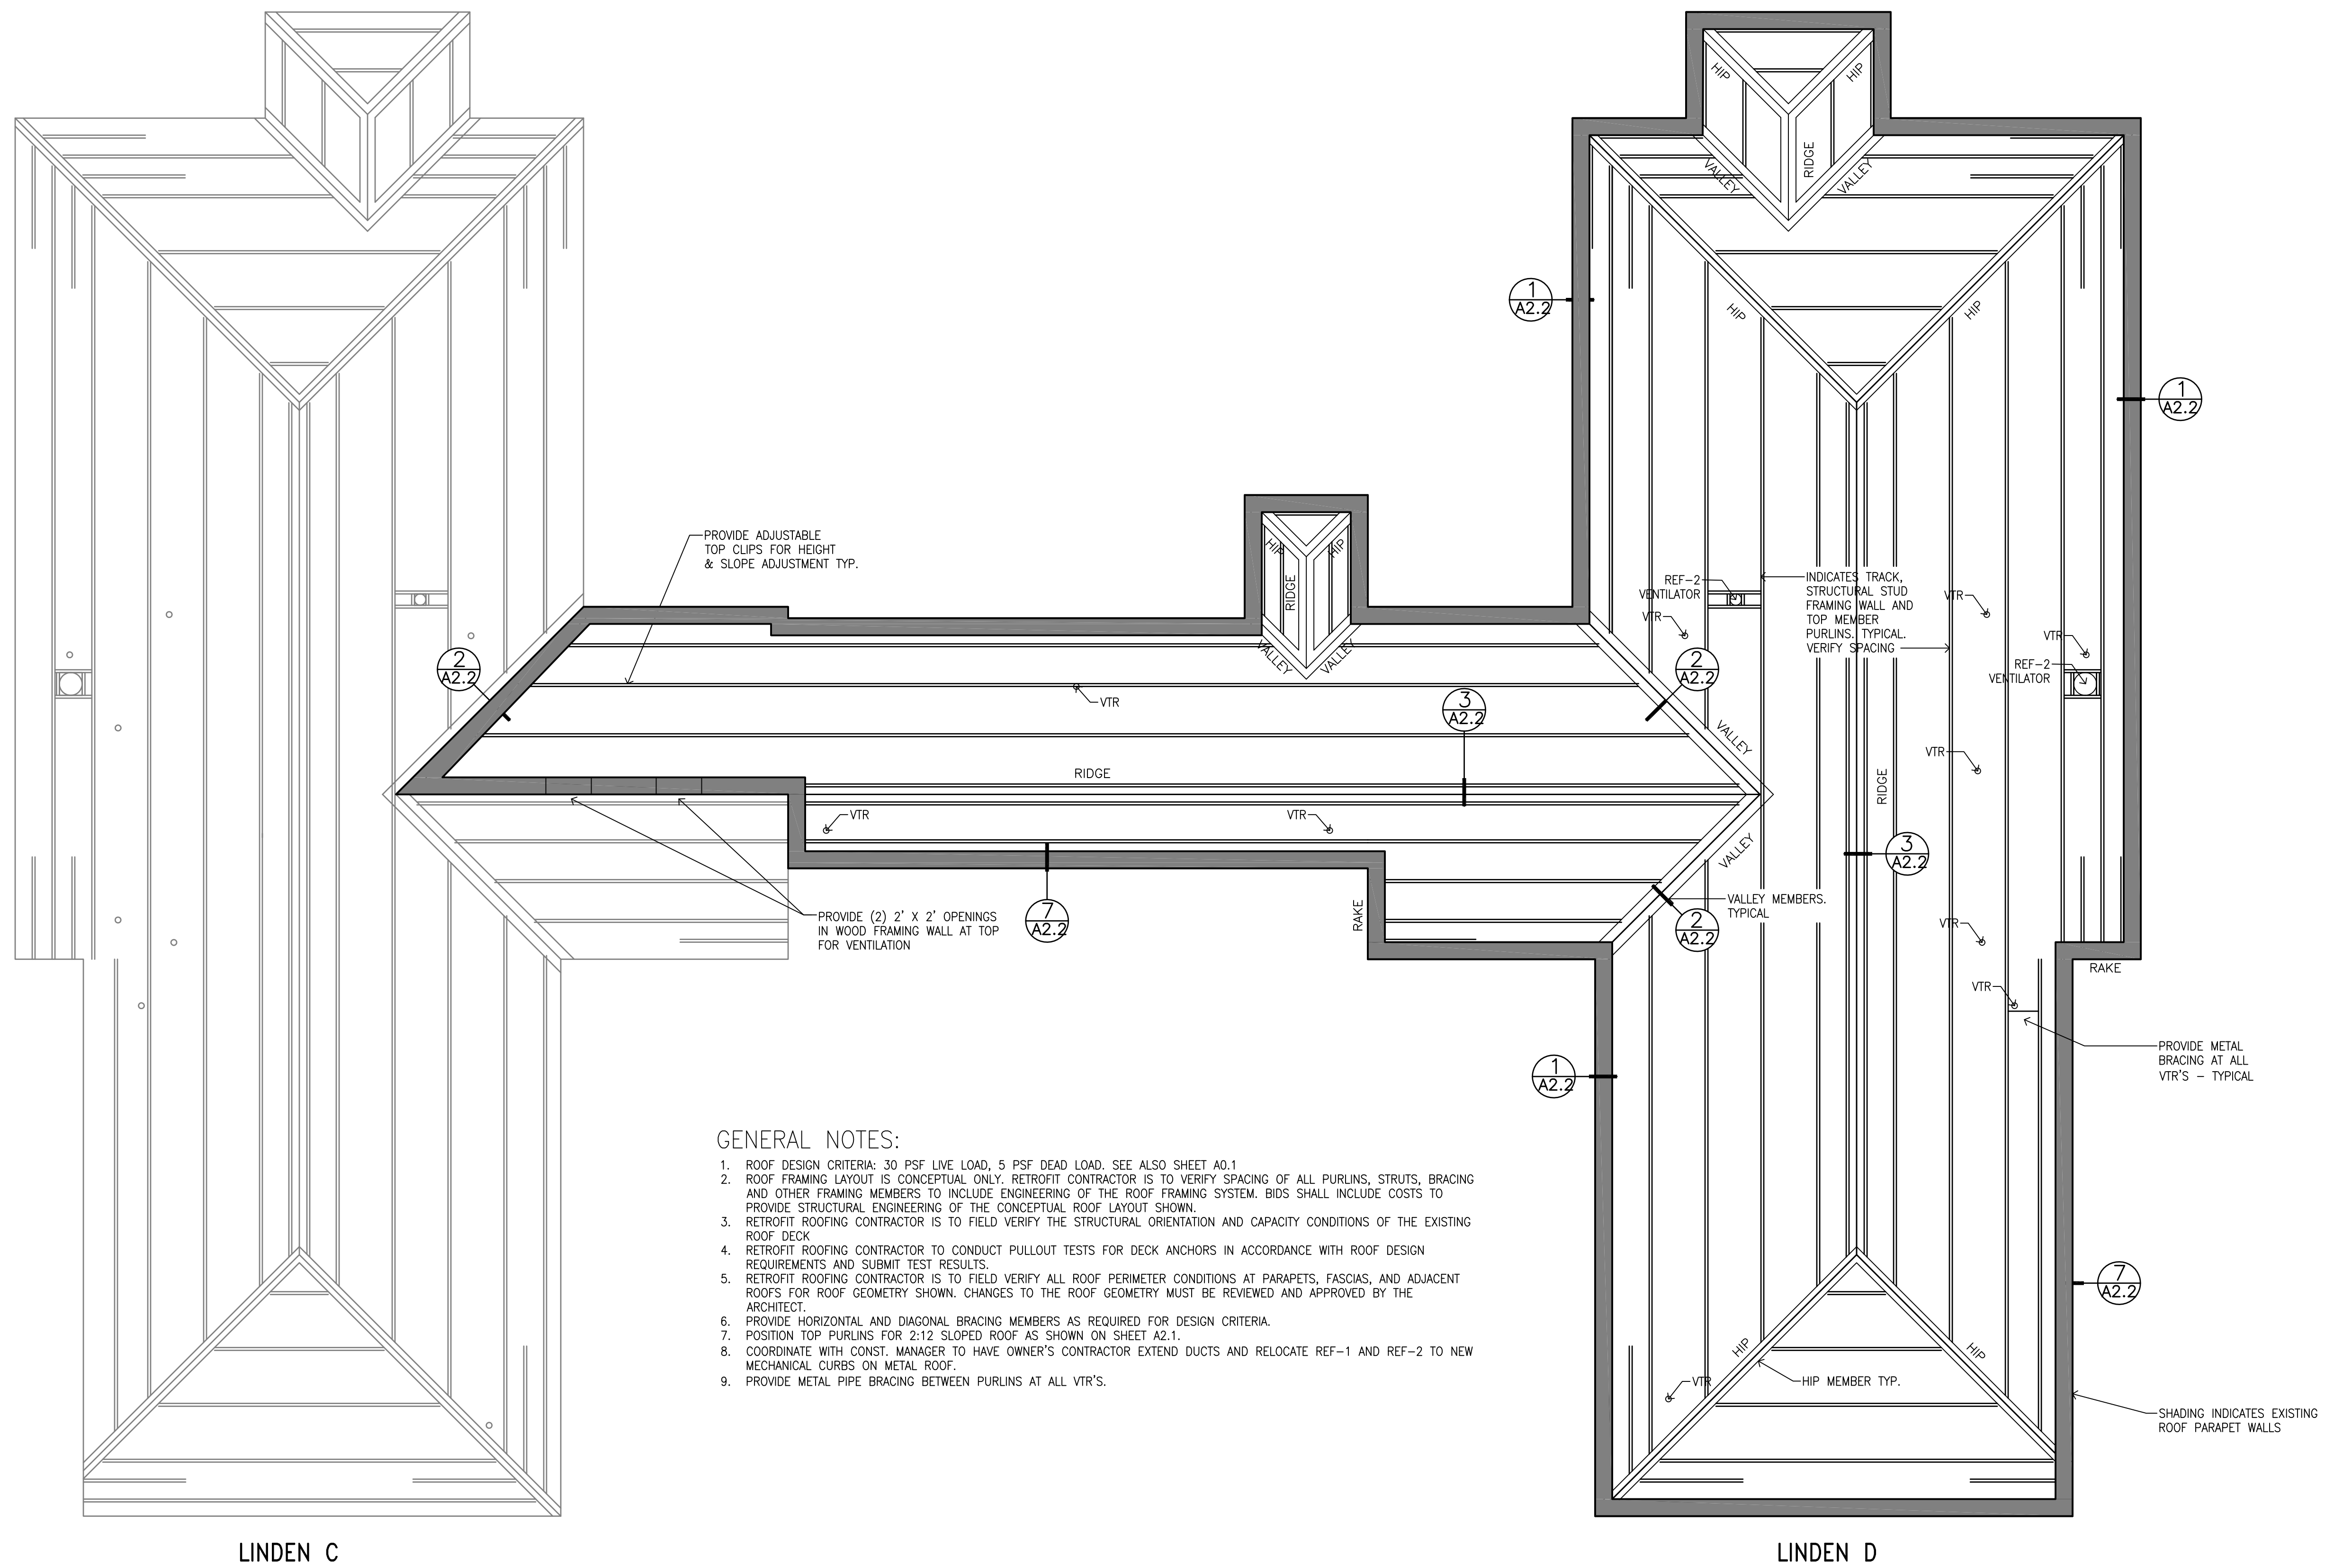 HIP
HIP
RIDGE
VALLEY
VALLEY
1
A2.2
HIP
HIP
1
A2.2
PROVIDE ADJUSTABLE
TOP CLIPS FOR HEIGHT
& SLOPE ADJUSTMENT TYP.
HIP
HIP
RIDGE
VALLEY
VALLEY
REF-2
VENTILATOR
VTR
INDICATES TRACK,
STRUCTURAL STUD
FRAMING WALL AND
TOP MEMBER
PURLINS. TYPICAL.
VERIFY SPACING
VTR
VTR
REF-2
VENTILATOR
2
A2.2
2
A2.2
VTR
3
A2.2
VALLEY
VTR
RIDGE
RIDGE
VTR
VTR
VALLEY
3
A2.2
PROVIDE (2) 2' X 2' OPENINGS
IN WOOD FRAMING WALL AT TOP
FOR VENTILATION
7
A2.2
RAKE
2
A2.2
VALLEY MEMBERS.
TYPICAL
VTR
RAKE
VTR
PROVIDE METAL
BRACING AT ALL
VTR'S - TYPICAL
1
A2.2
GENERAL NOTES:
1. ROOF DESIGN CRITERIA: 30 PSF LIVE LOAD, 5 PSF DEAD LOAD. SEE ALSO SHEET A0.1
2. ROOF FRAMING LAYOUT IS CONCEPTUAL ONLY. RETROFIT CONTRACTOR IS TO VERIFY SPACING OF ALL PURLINS, STRUTS, BRACING
AND OTHER FRAMING MEMBERS TO INCLUDE ENGINEERING OF THE ROOF FRAMING SYSTEM. BIDS SHALL INCLUDE COSTS TO
PROVIDE STRUCTURAL ENGINEERING OF THE CONCEPTUAL ROOF LAYOUT SHOWN.
3. RETROFIT ROOFING CONTRACTOR IS TO FIELD VERIFY THE STRUCTURAL ORIENTATION AND CAPACITY CONDITIONS OF THE EXISTING
ROOF DECK
4. RETROFIT ROOFING CONTRACTOR TO CONDUCT PULLOUT TESTS FOR DECK ANCHORS IN ACCORDANCE WITH ROOF DESIGN
REQUIREMENTS AND SUBMIT TEST RESULTS.
5. RETROFIT ROOFING CONTRACTOR IS TO FIELD VERIFY ALL ROOF PERIMETER CONDITIONS AT PARAPETS, FASCIAS, AND ADJACENT
ROOFS FOR ROOF GEOMETRY SHOWN. CHANGES TO THE ROOF GEOMETRY MUST BE REVIEWED AND APPROVED BY THE
ARCHITECT.
6. PROVIDE HORIZONTAL AND DIAGONAL BRACING MEMBERS AS REQUIRED FOR DESIGN CRITERIA.
7. POSITION TOP PURLINS FOR 2:12 SLOPED ROOF AS SHOWN ON SHEET A2.1.
8. COORDINATE WITH CONST. MANAGER TO HAVE OWNER'S CONTRACTOR EXTEND DUCTS AND RELOCATE REF-1 AND REF-2 TO NEW
MECHANICAL CURBS ON METAL ROOF.
9. PROVIDE METAL PIPE BRACING BETWEEN PURLINS AT ALL VTR'S.
7
A2.2
HIP
HIP
VTR
HIP MEMBER TYP.
SHADING INDICATES EXISTING
ROOF PARAPET WALLS
LINDEN C
LINDEN D